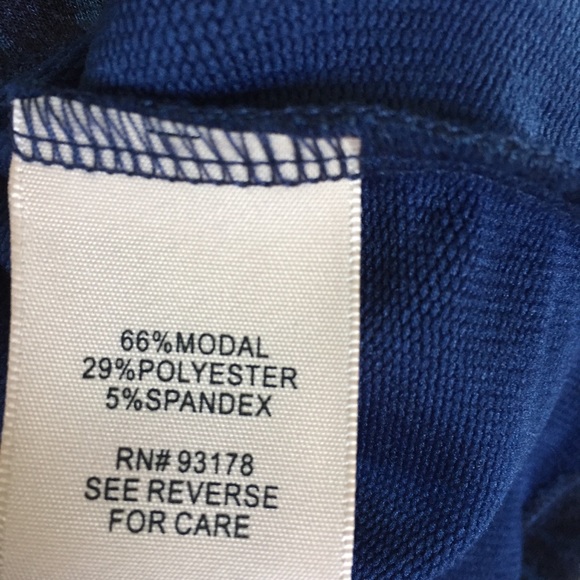 66%MODAL
29%POLYESTER
5%SPANDEX
RN# 93178
SEE REVERSE
FOR CARE